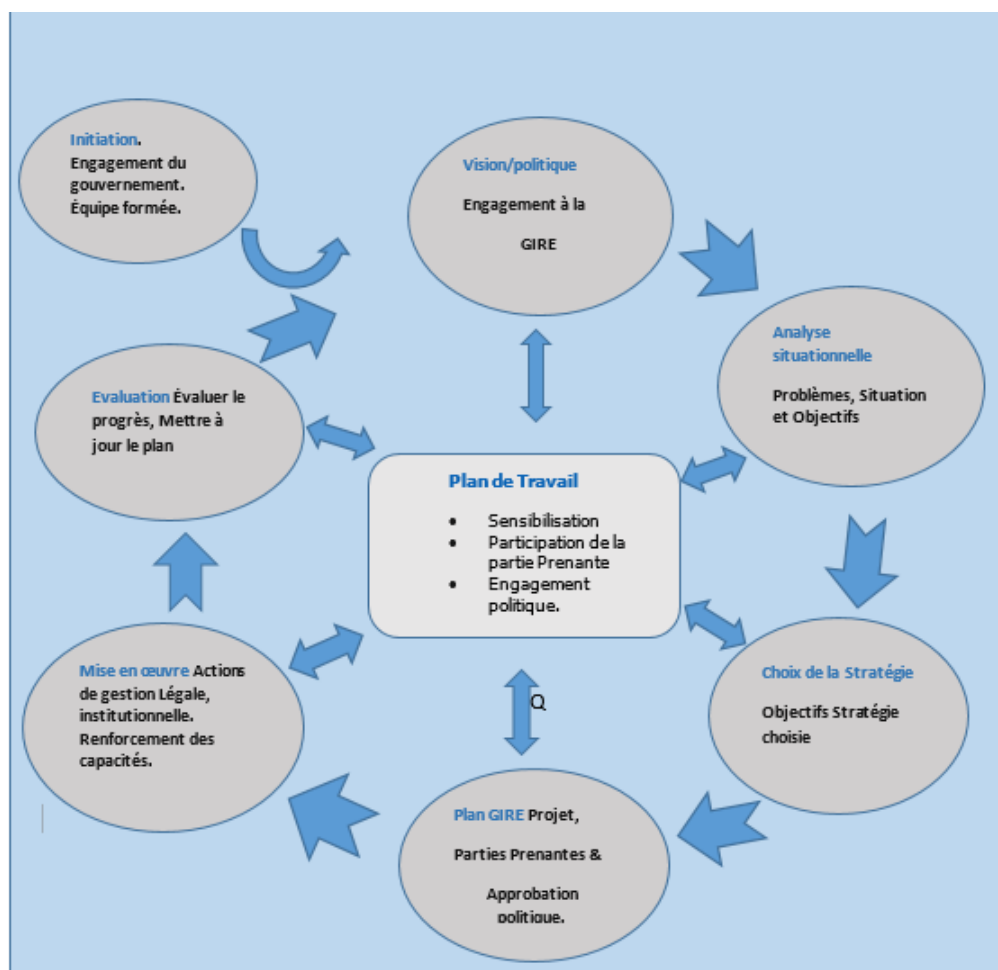 Initiation.
Engagement du
gouvernement.
Équipe formée.
Vision/politique
Engagement à la
GIRE
Analyse
situationnelle
Problèmes, Situation
et Objectifs
Evaluation Évaluer le
progrès, Mettre à
jour le plan
Plan de Travail
• Sensibilisation
• Participation de la
partie Prenante
• Engagement
politique.
Mise en œuvre Actions
de gestion Légale,
institutionnelle.
Renforcement des
capacités.
Q
Choix de la Stratégie
Objectifs Stratégie
choisie
Plan GIRE Projet,
Parties Prenantes &
Approbation
politique.